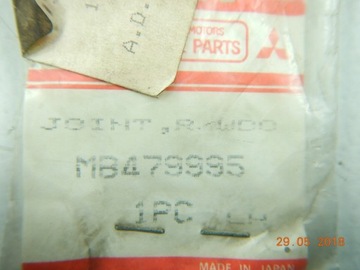 A.D.
MOTORS
PARTS
JOINT,R/WDO
MB479995
1PC
29.05.2018
MADE IN JAPAN